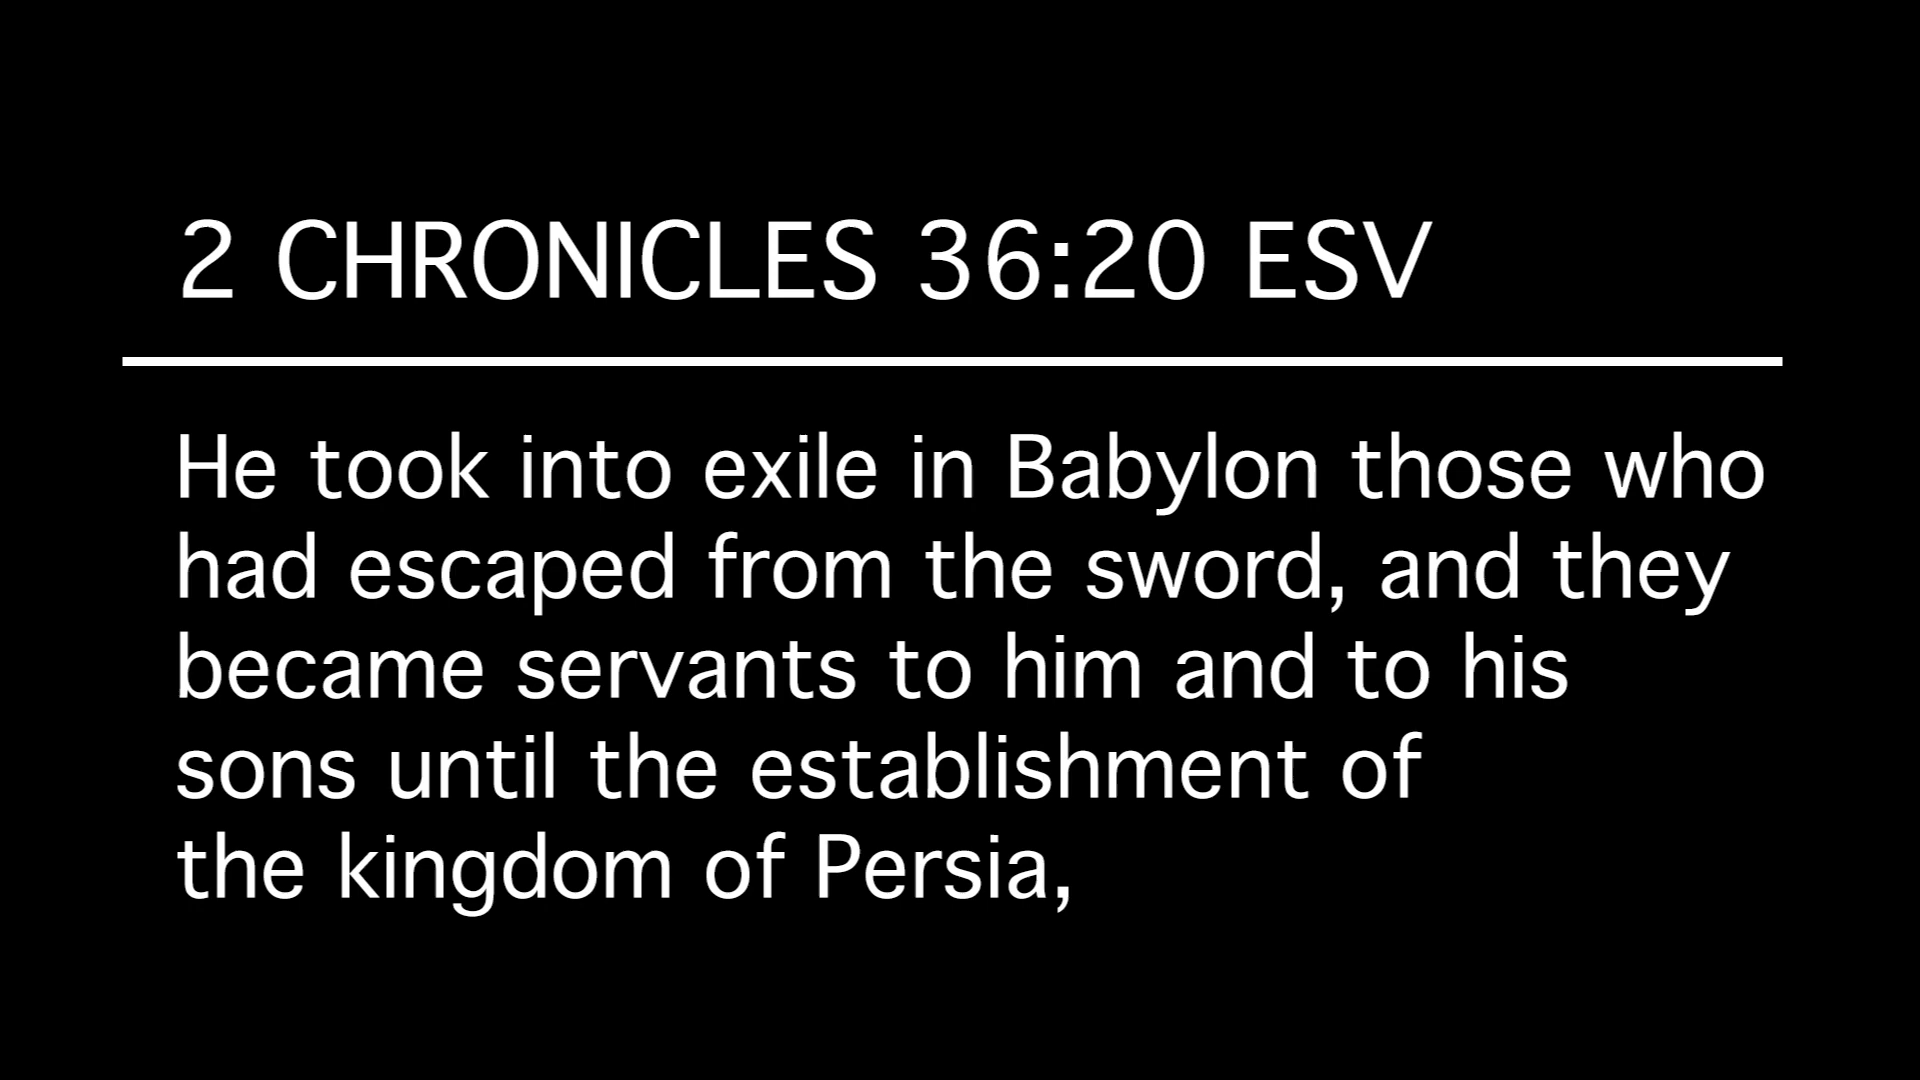 2 CHRONICLES 36:20 ESV
He took into exile in Babylon those who
had escaped from the sword, and they
became servants to him and to his
sons until the establishment of
the kingdom of Persia,